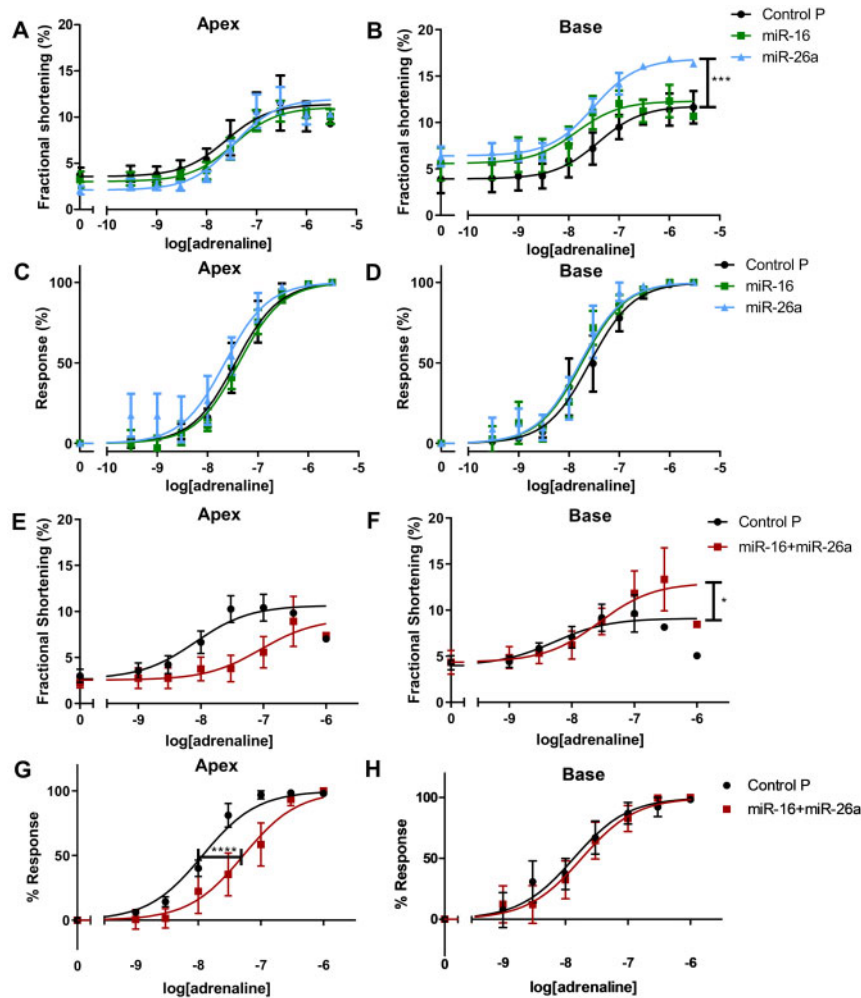 A
Apex
Fractional shortening (%)
20
15
10
5
0
0
-10
-9
-8
-7
-6
-5
log[adrenaline]
B
Base
Fractional shortening (%)
20
15
10
5
0
0
-10
-9
-8
-7
-6
-5
log[adrenaline]
***
Control P
miR-16
miR-26a
C
Apex
Response (%)
100
50
0
0
-10
-9
-8
-7
-6
-5
log[adrenaline]
D
Base
Response (%)
100
50
0
0
-10
-9
-8
-7
-6
-5
log[adrenaline]
Control P
miR-16
miR-26a
E
Apex
Fractional Shortening (%)
20
15
10
5
0
0
-9
-8
-7
-6
log[adrenaline]
F
Base
Fractional Shortening (%)
20
15
10
5
0
0
-9
-8
-7
-6
log[adrenaline]
*
Control P
miR-16+miR-26a
G
Apex
% Response
100
50
0
0
-9
-8
-7
-6
log[adrenaline]
****
H
Base
% Response
100
50
0
0
-9
-8
-7
-6
log[adrenaline]
Control P
miR-16+miR-26a